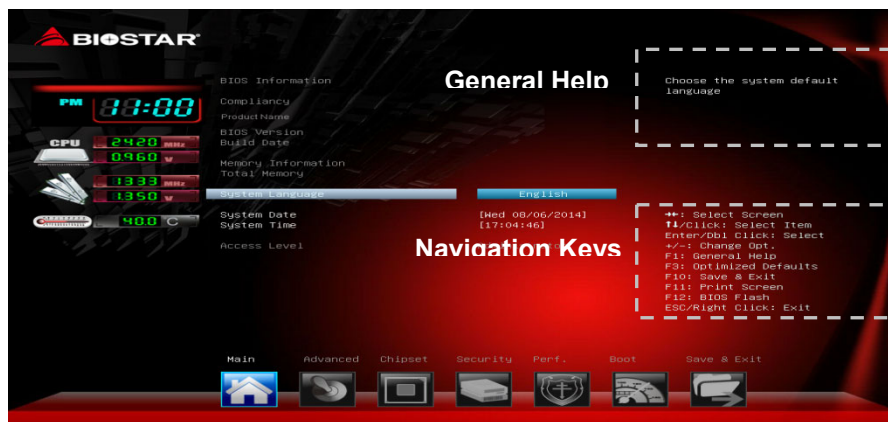 BIOSTAR
BIOS Information
General Help
Choose the system default
language
Compliancy
PM 11:00
Product Name
BIOS Version
Build Date
CPU 2420 MHz
0.960 V
Memory Information
Total Memory
1333 MHz
1.350 V
System Language English
System Date [Wed 08/06/2014]
System Time [17:04:46]
40.0 C
Access Level
Navigation Keys
→←: Select Screen
↑↓/Click: Select Item
Enter/Dbl Click: Select
+/-: Change Opt.
F1: General Help
F3: Optimized Defaults
F10: Save & Exit
F11: Print Screen
F12: BIOS Flash
ESC/Right Click: Exit
Main Advanced Chipset Security Perf. Boot Save & Exit